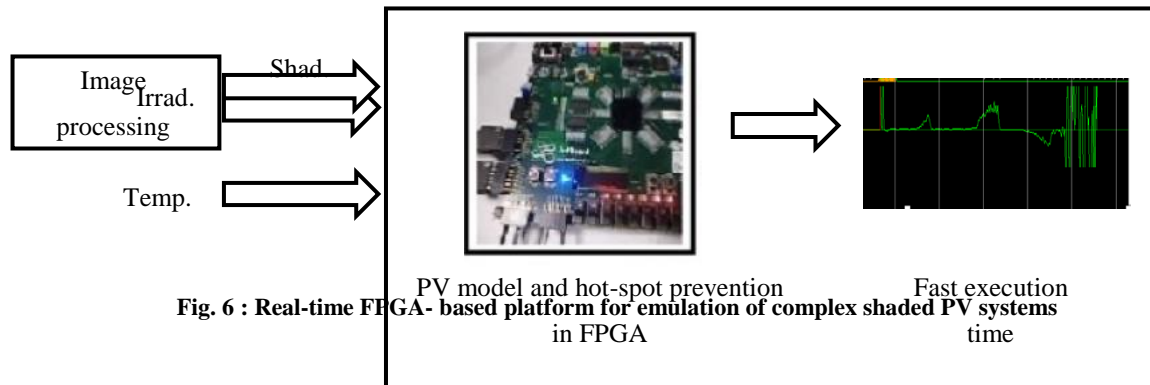 Shad.
Image
Irrad.
processing
Temp.
PV model and hot-spot prevention
in FPGA
Fast execution
time
Fig. 6 : Real-time FPGA- based platform for emulation of complex shaded PV systems